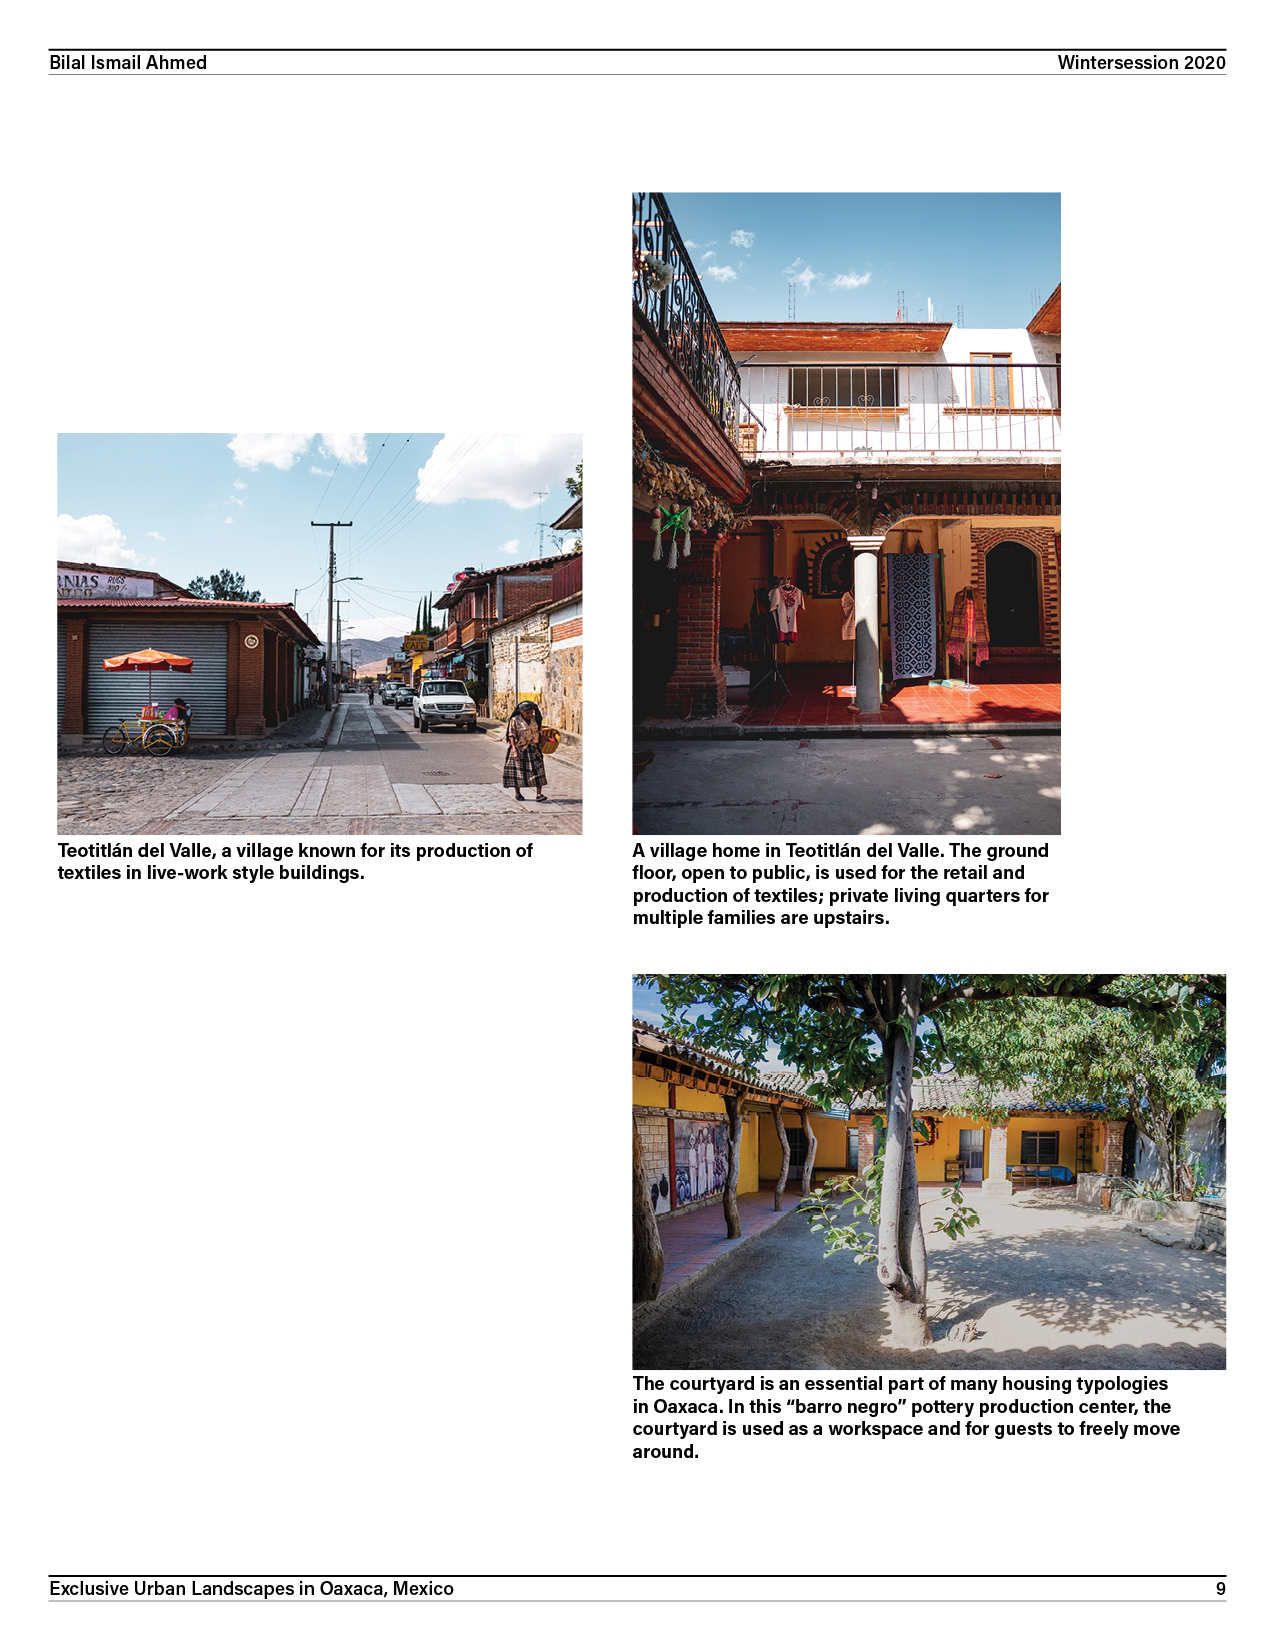 Bilal Ismail Ahmed
Wintersession 2020
RNIAS RUGS
Teotitlán del Valle, a village known for its production of
textiles in live-work style buildings.
A village home in Teotitlán del Valle. The ground
floor, open to public, is used for the retail and
production of textiles; private living quarters for
multiple families are upstairs.
The courtyard is an essential part of many housing typologies
in Oaxaca. In this “barro negro” pottery production center, the
courtyard is used as a workspace and for guests to freely move
around.
Exclusive Urban Landscapes in Oaxaca, Mexico
9